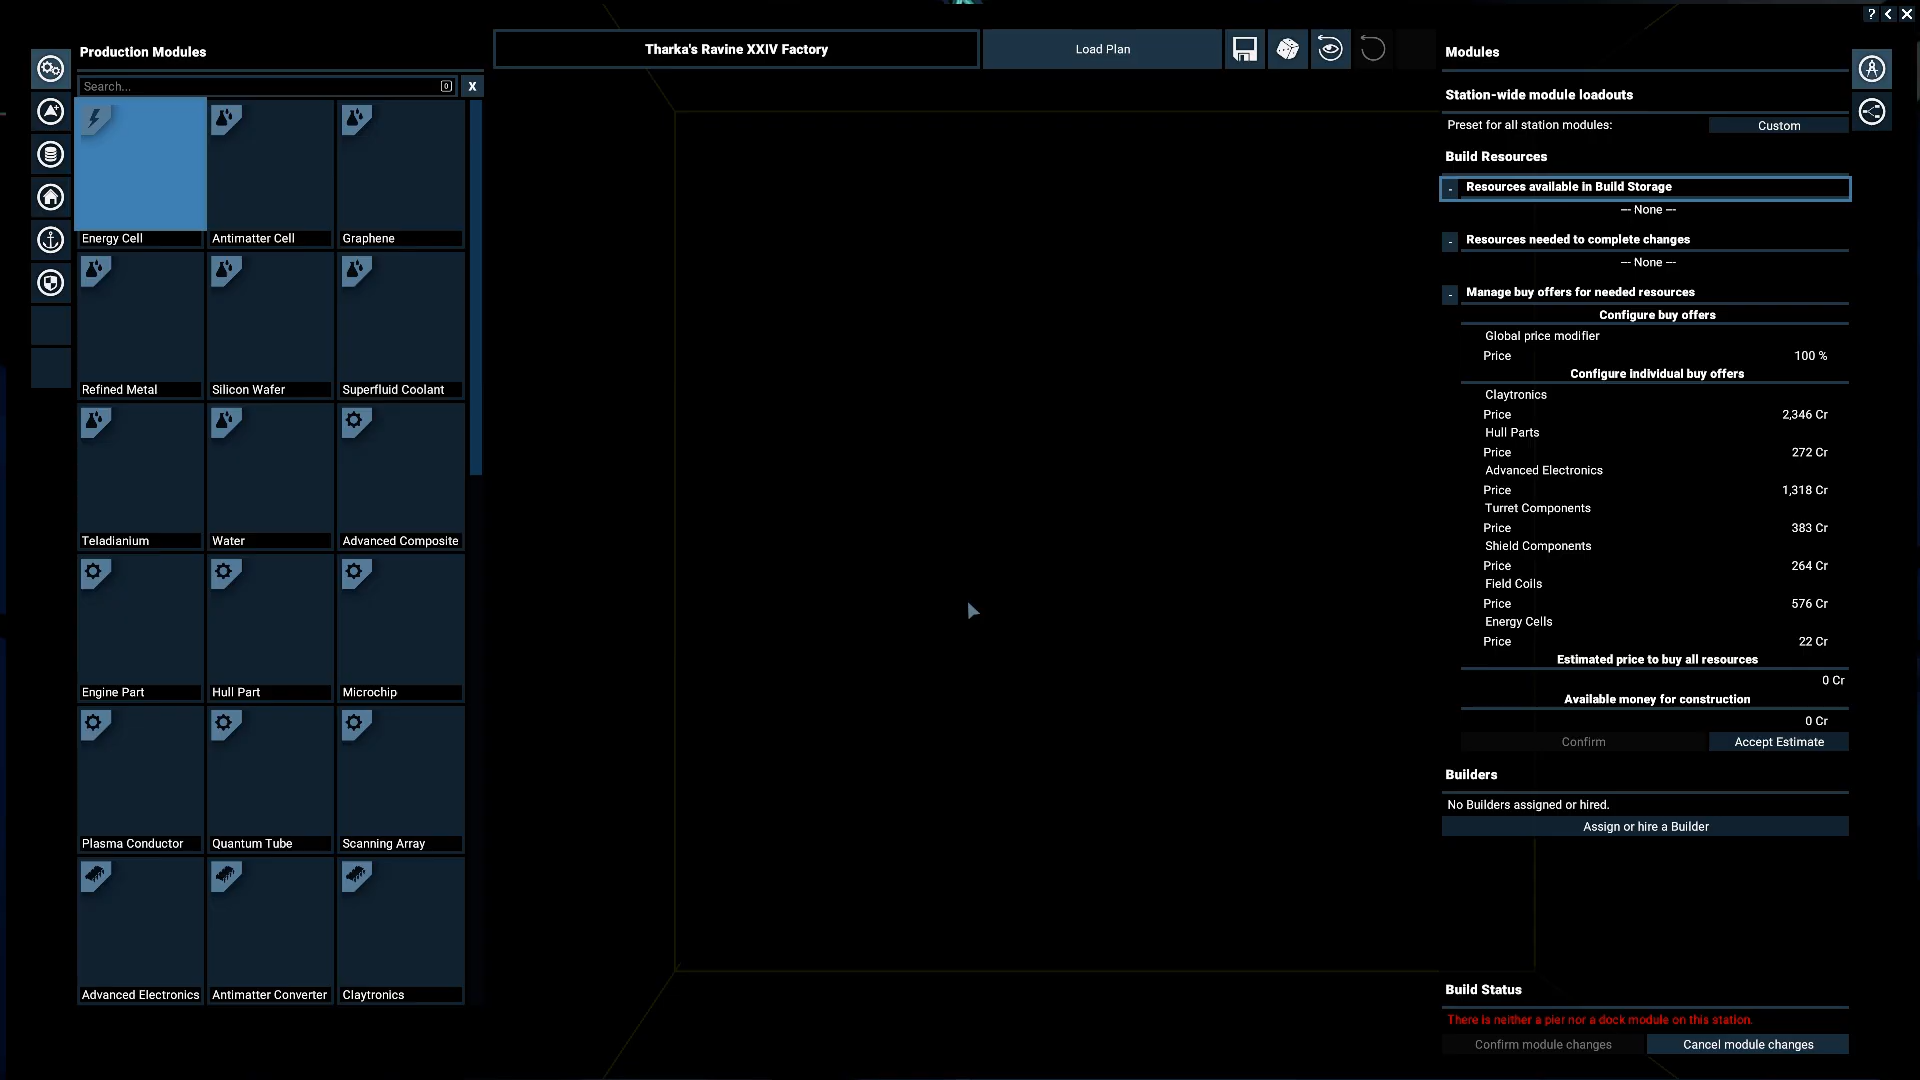 Production Modules
Search...
0
X
Energy Cell
Antimatter Cell
Graphene
Refined Metal
Silicon Wafer
Superfluid Coolant
Teladianium
Water
Advanced Composite
Engine Part
Hull Part
Microchip
Plasma Conductor
Quantum Tube
Scanning Array
Advanced Electronics
Antimatter Converter
Claytronics
Tharka's Ravine XXIV Factory
Load Plan
?
Modules
Station-wide module loadouts
Preset for all station modules: Custom
Build Resources
- Resources available in Build Storage
--- None ---
- Resources needed to complete changes
--- None ---
- Manage buy offers for needed resources
Configure buy offers
Global price modifier
Price 100 %
Configure individual buy offers
Claytronics
Price 2,346 Cr
Hull Parts
Price 272 Cr
Advanced Electronics
Price 1,318 Cr
Turret Components
Price 383 Cr
Shield Components
Price 264 Cr
Field Coils
Price 576 Cr
Energy Cells
Price 22 Cr
Estimated price to buy all resources
0 Cr
Available money for construction
0 Cr
Confirm Accept Estimate
Builders
No Builders assigned or hired.
Assign or hire a Builder
Build Status
There is neither a pier nor a dock module on this station.
Confirm module changes Cancel module changes